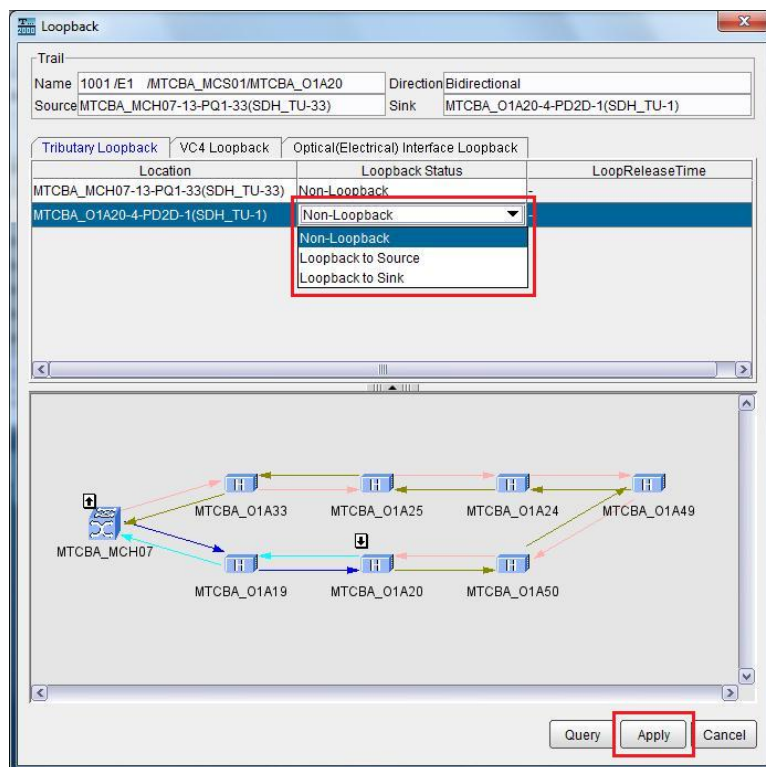 T... 2000 Loopback
Trail
Name 1001 /E1 /MTCBA_MCS01/MTCBA_O1A20 Direction Bidirectional
Source MTCBA_MCH07-13-PQ1-33(SDH_TU-33) Sink MTCBA_O1A20-4-PD2D-1(SDH_TU-1)
Tributary Loopback VC4 Loopback Optical(Electrical) Interface Loopback
Location Loopback Status LoopReleaseTime
MTCBA_MCH07-13-PQ1-33(SDH_TU-33) Non-Loopback -
MTCBA_O1A20-4-PD2D-1(SDH_TU-1) Non-Loopback -
Non-Loopback
Loopback to Source
Loopback to Sink
MTCBA_O1A33 MTCBA_O1A25 MTCBA_O1A24 MTCBA_O1A49
MTCBA_MCH07
MTCBA_O1A19 MTCBA_O1A20 MTCBA_O1A50
Query Apply Cancel